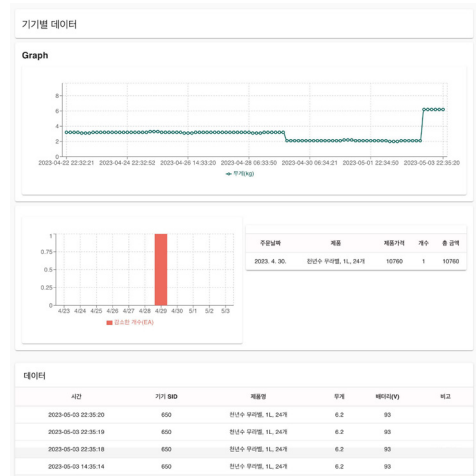 기기별 데이터
Graph
8
6
4
2
0
2023-04-22 22:32:21 2023-04-24 22:32:52 2023-04-26 14:33:20 2023-04-28 06:33:50 2023-04-30 06:34:21 2023-05-01 22:34:50 2023-05-03 22:35:20
무게(kg)
1
0.75
0.5
0.25
0
4/23 4/24 4/25 4/26 4/27 4/28 4/29 4/30 5/1 5/2 5/3
감소한 개수(EA)
주문날짜 제품 제품가격 개수 총 금액
2023. 4. 30. 천년수 무라벨, 1L, 24개 10760 1 10760
데이터
시간 기기 SID 제품명 무게 배터리(V) 비고
2023-05-03 22:35:20 650 천년수 무라벨, 1L, 24개 6.2 93
2023-05-03 22:35:19 650 천년수 무라벨, 1L, 24개 6.2 93
2023-05-03 22:35:18 650 천년수 무라벨, 1L, 24개 6.2 93
2023-05-03 14:35:14 650 천년수 무라벨, 1L, 24개 6.2 93